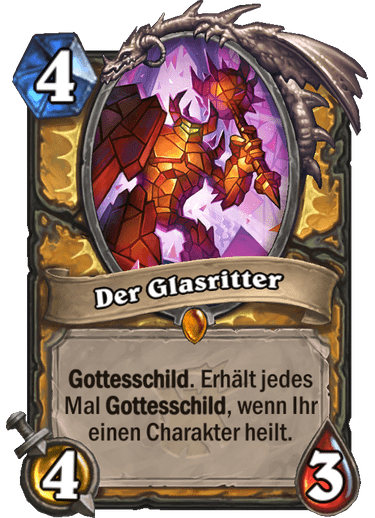 4
Der Glasritter
Gottesschild. Erhält jedes
Mal Gottesschild, wenn Ihr
einen Charakter heilt.
4
3